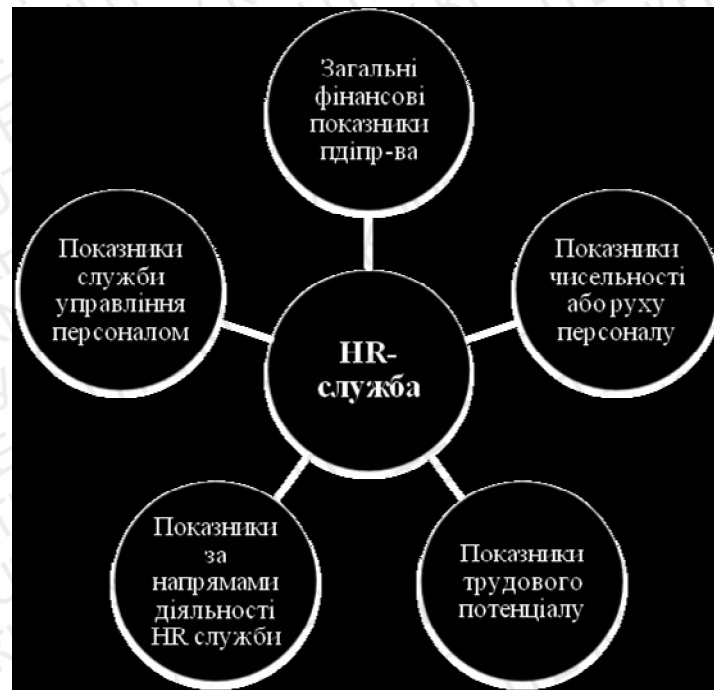 Загальні
фінансові
показники
пдіпр-ва
Показники
чисельності
або руху
персоналу
Показники
трудового
потенціалу
Показники
за
напрямами
діяльності
HR служби
Показники
служби
управління
персоналом
HR-
служба